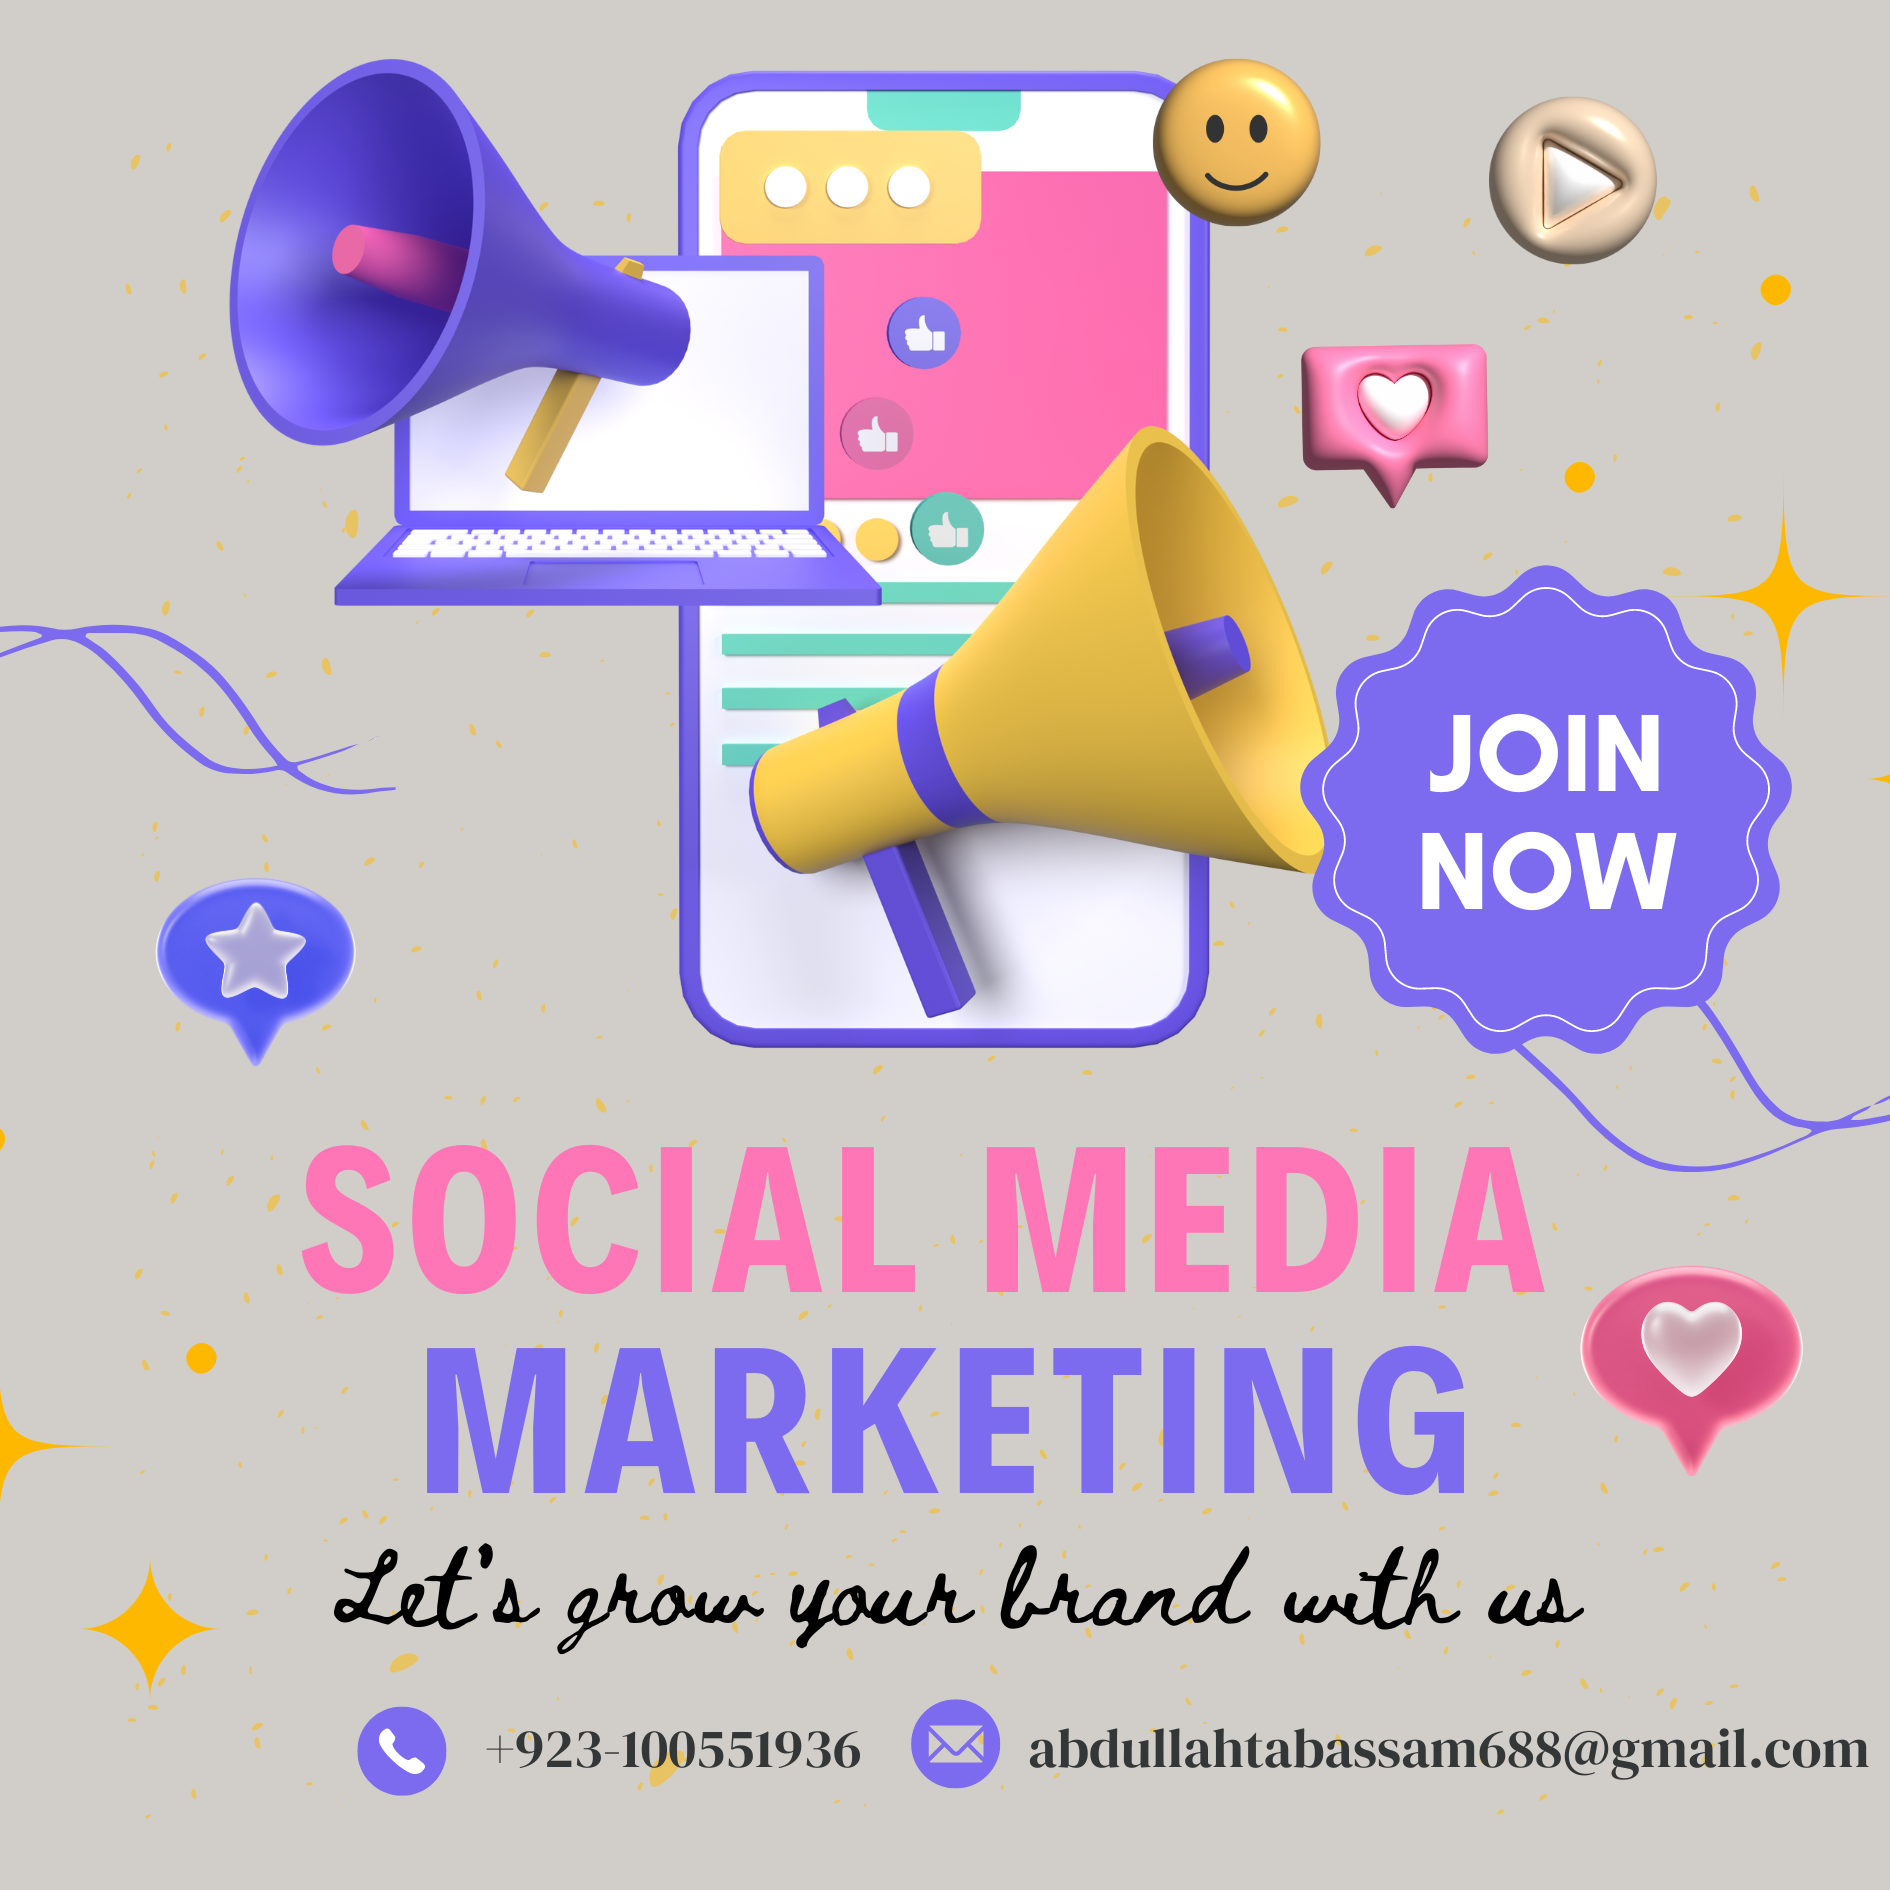 JOIN
NOW
SOCIAL MEDIA
MARKETING
Let's grow your brand with us
+923-100551936
abdullahtabassam688@gmail.com